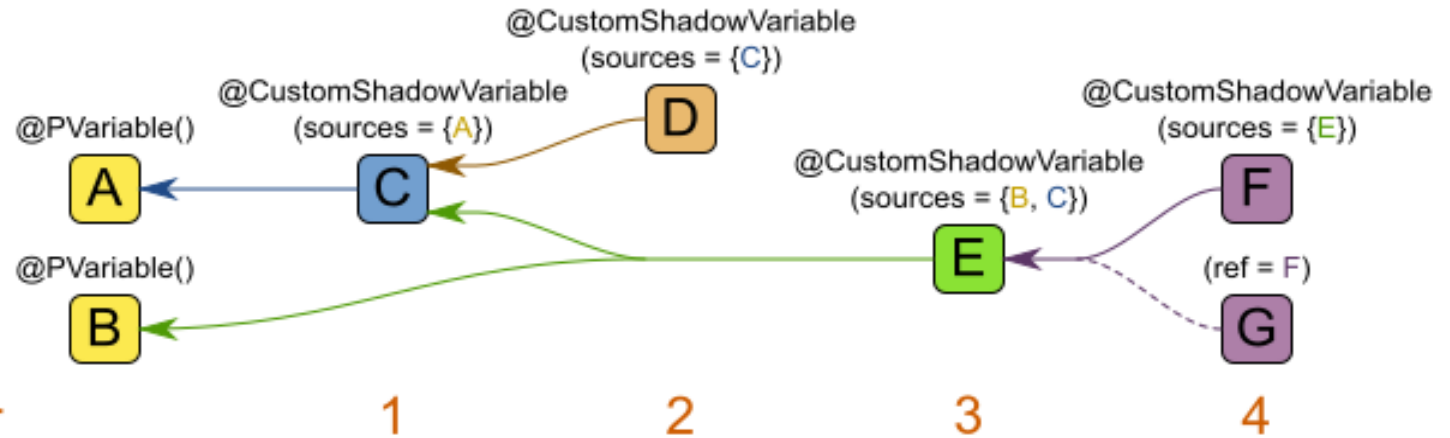 @CustomShadowVariable
(sources = {C})
D
@CustomShadowVariable
(sources = {A})
@CustomShadowVariable
(sources = {E})
@PVariable()
A
C
@CustomShadowVariable
(sources = {B, C})
F
@PVariable()
B
E
(ref = F)
G
1 2 3 4